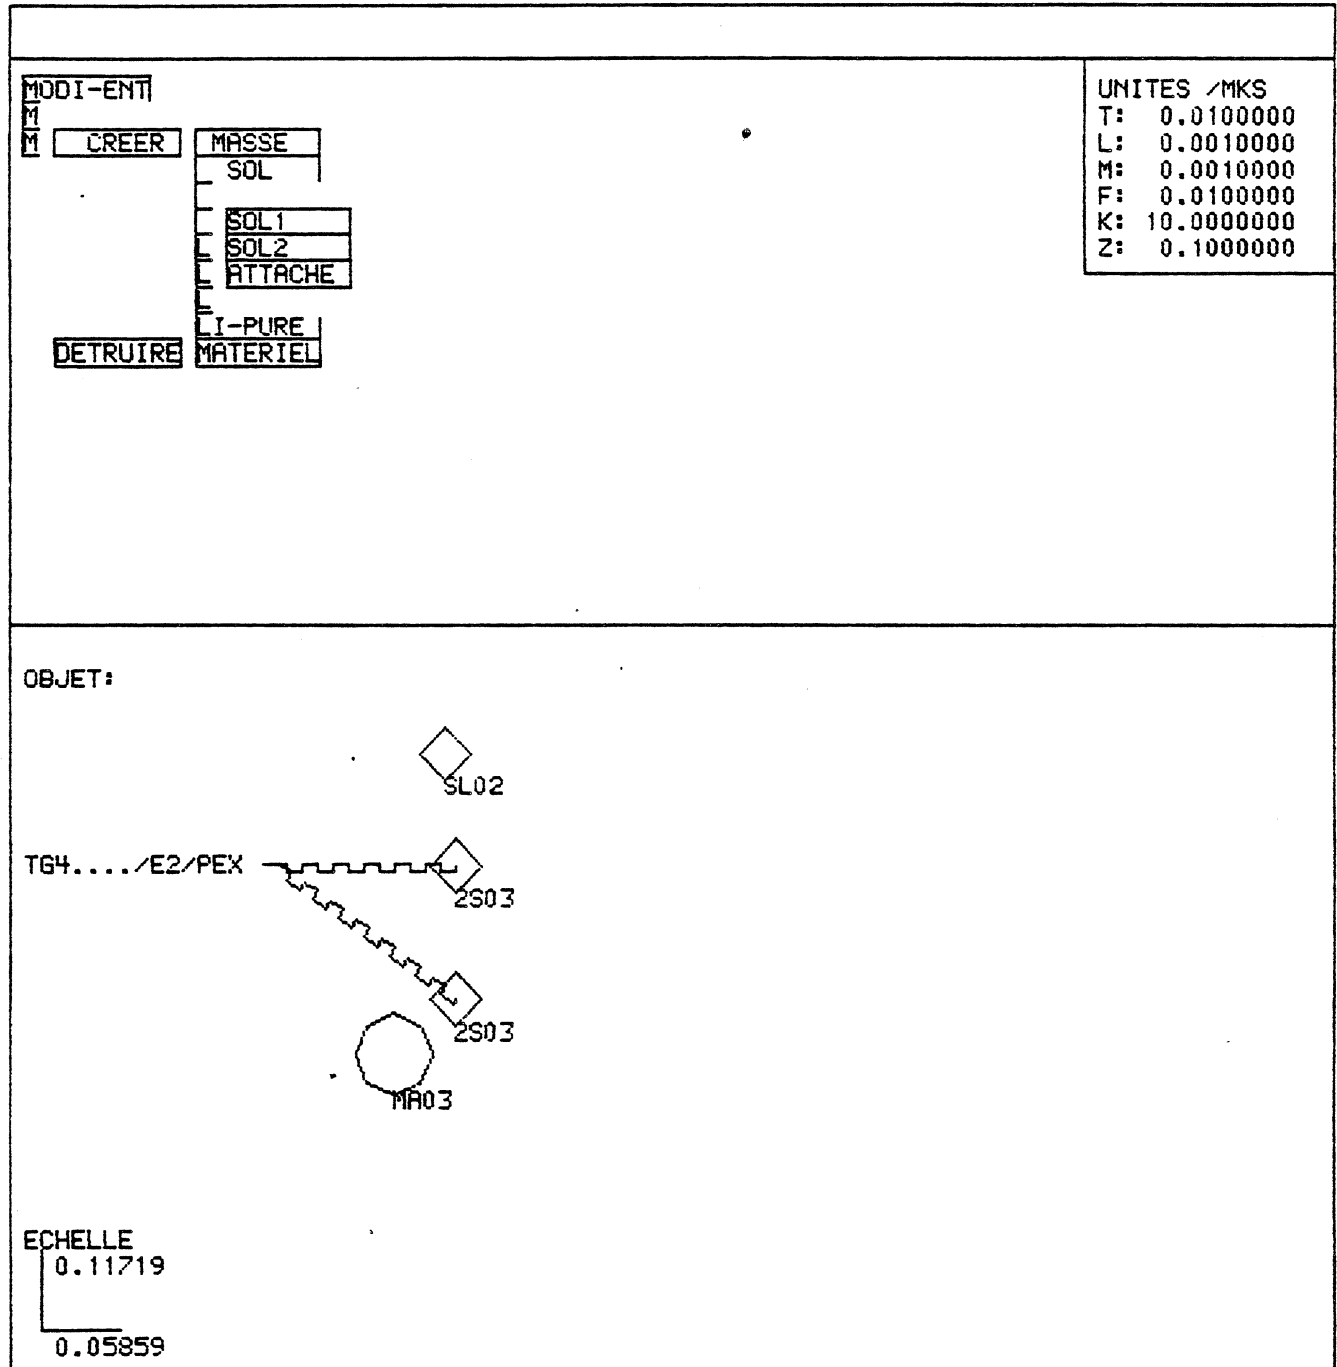 MODI-ENT
M
M CREER MASSE
SOL
SOL1
L SOL2
L ATTACHE
L
LI-PURE
DETRUIRE MATERIEL
UNITES /MKS
T: 0.0100000
L: 0.0010000
M: 0.0010000
F: 0.0100000
K: 10.0000000
Z: 0.1000000
OBJET:
SL02
TG4..../E2/PEX
2S03
2S03
MA03
ECHELLE
0.11719
0.05859